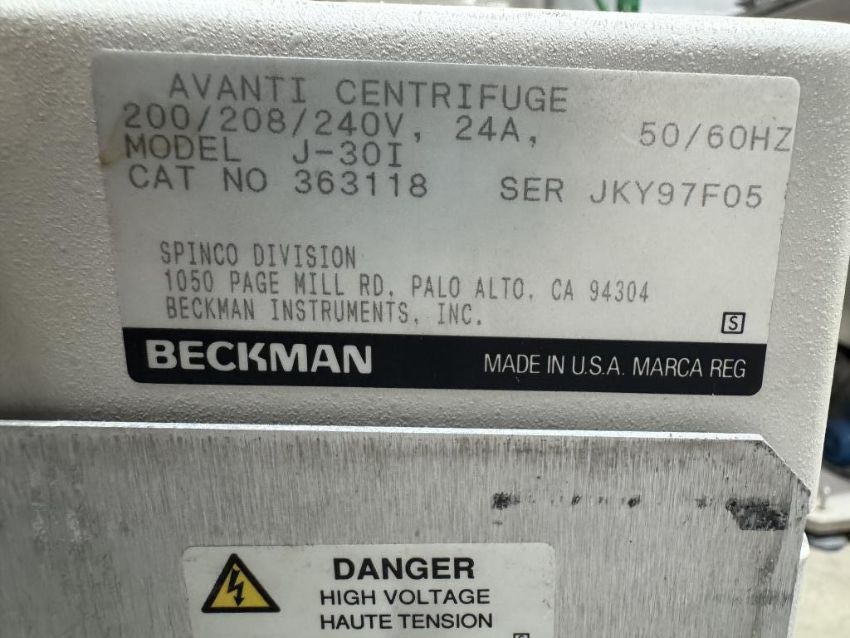 AVANTI CENTRIFUGE
200/208/240V, 24A, 50/60HZ
MODEL J-30I
CAT NO 363118 SER JKY97F05
SPINCO DIVISION
1050 PAGE MILL RD, PALO ALTO, CA 94304
BECKMAN INSTRUMENTS, INC.
S
BECKMAN MADE IN U.S.A. MARCA REG
DANGER
HIGH VOLTAGE
HAUTE TENSION